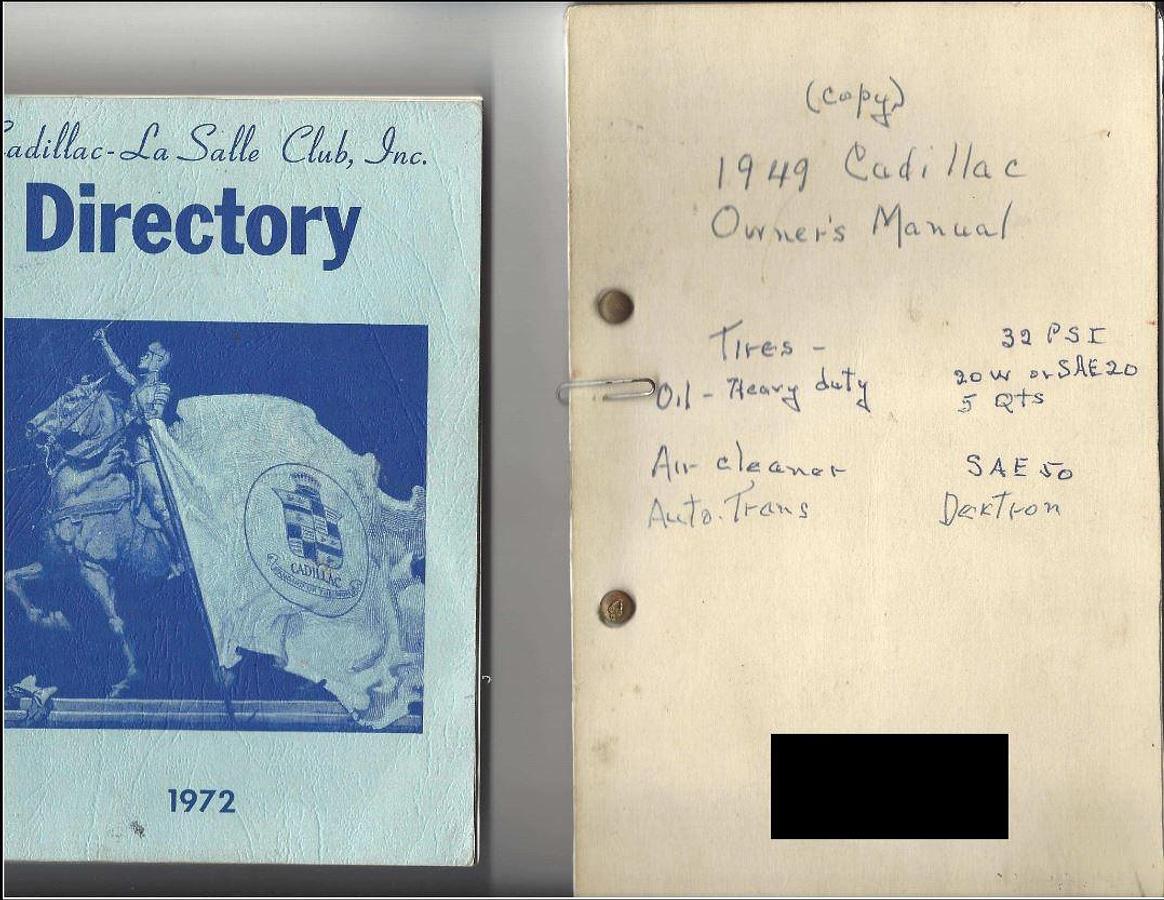 adillac-La Salle Club, Inc.
Directory
CADILLAC
1972
(copy)
1949 Cadillac
Owner's Manual
Tires - 32 PSI
Oil - Heavy duty 20W or SAE 20
5 Qts
Air cleaner SAE 50
Auto. Trans Dextron